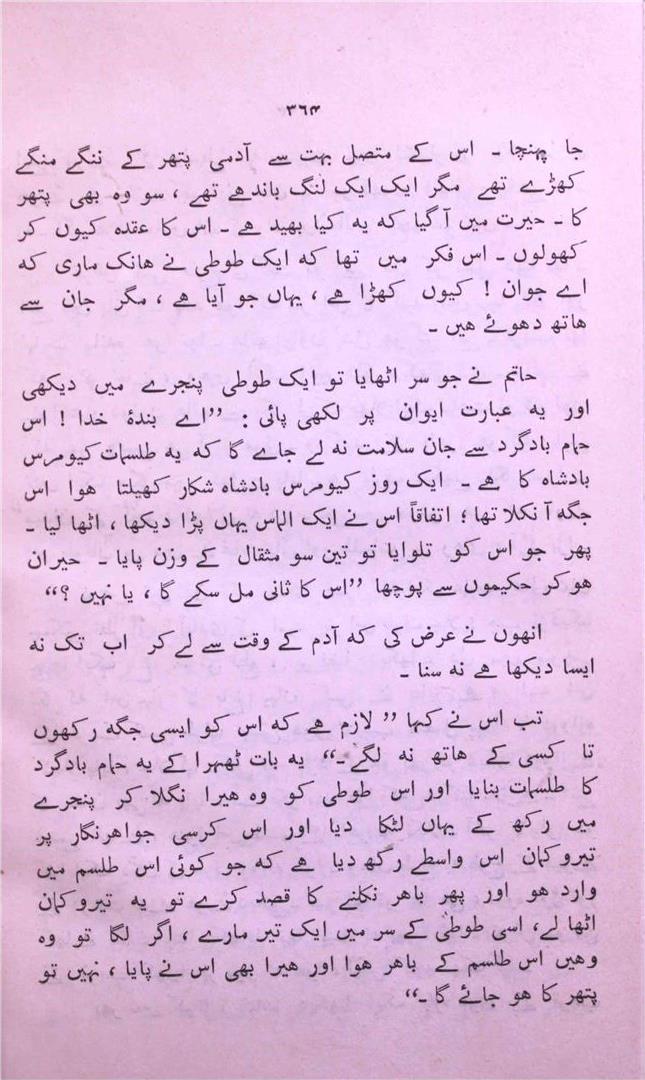 ۳٦۴
جا پہنچا ۔ اس کے متصل بہت سے آدمی پتھر کے ننگے منگے
کھڑے تھے مگر ایک ایک لنگ باندھے تھے ، سو وہ بھی پتھر
کا ۔ حیرت میں آ گیا کہ یہ کیا بھید ہے ۔ اس کا عقدہ کیوں کر
کھولوں ۔ اس فکر میں تھا کہ ایک طوطی نے ہانک ماری کہ
اے جوان ! کیوں کھڑا ہے ، یہاں جو آیا ہے ، مگر جان سے
ہاتھ دھوئے ہیں ۔
حاتم نے جو سر اٹھایا تو ایک طوطی پنجرے میں دیکھی
اور یہ عبارت ایوان پر لکھی پائی : ”اے بندۂ خدا ! اس
حمام بادگرد سے جان سلامت نہ لے جاے گا کہ یہ طلسمات کیومرس
بادشاہ کا ہے ۔ ایک روز کیومرس بادشاہ شکار کھیلتا ہوا اس
جگہ آ نکلا تھا ؛ اتفاقاً اس نے ایک الماس یہاں پڑا دیکھا ، اٹھا لیا ۔
پھر جو اس کو تلوایا تو تین سو مثقال کے وزن پایا ۔ حیران
ہو کر حکیموں سے پوچھا ”اس کا ثانی مل سکے گا ، یا نہیں ؟“
انھوں نے عرض کی کہ آدم کے وقت سے لے کر اب تک نہ
ایسا دیکھا ہے نہ سنا ۔
تب اس نے کہا ” لازم ہے کہ اس کو ایسی جگہ رکھوں
تا کسی کے ہاتھ نہ لگے ۔“ یہ بات ٹھہرا کے یہ حمام بادگرد
کا طلسمات بنایا اور اس طوطی کو وہ ہیرا نگلا کر پنجرے
میں رکھ کے یہاں لٹکا دیا اور اس کرسی جواہرنگار پر
تیروکمان اس واسطے رکھ دیا ہے کہ جو کوئی اس طلسم میں
وارد ہو اور پھر باہر نکلنے کا قصد کرے تو یہ تیروکمان
اٹھا لے، اسی طوطی کے سر میں ایک تیر مارے ، اگر لگا تو وہ
وہیں اس طلسم کے باہر ہوا اور ہیرا بھی اس نے پایا ، نہیں تو
پتھر کا ہو جائے گا ۔“